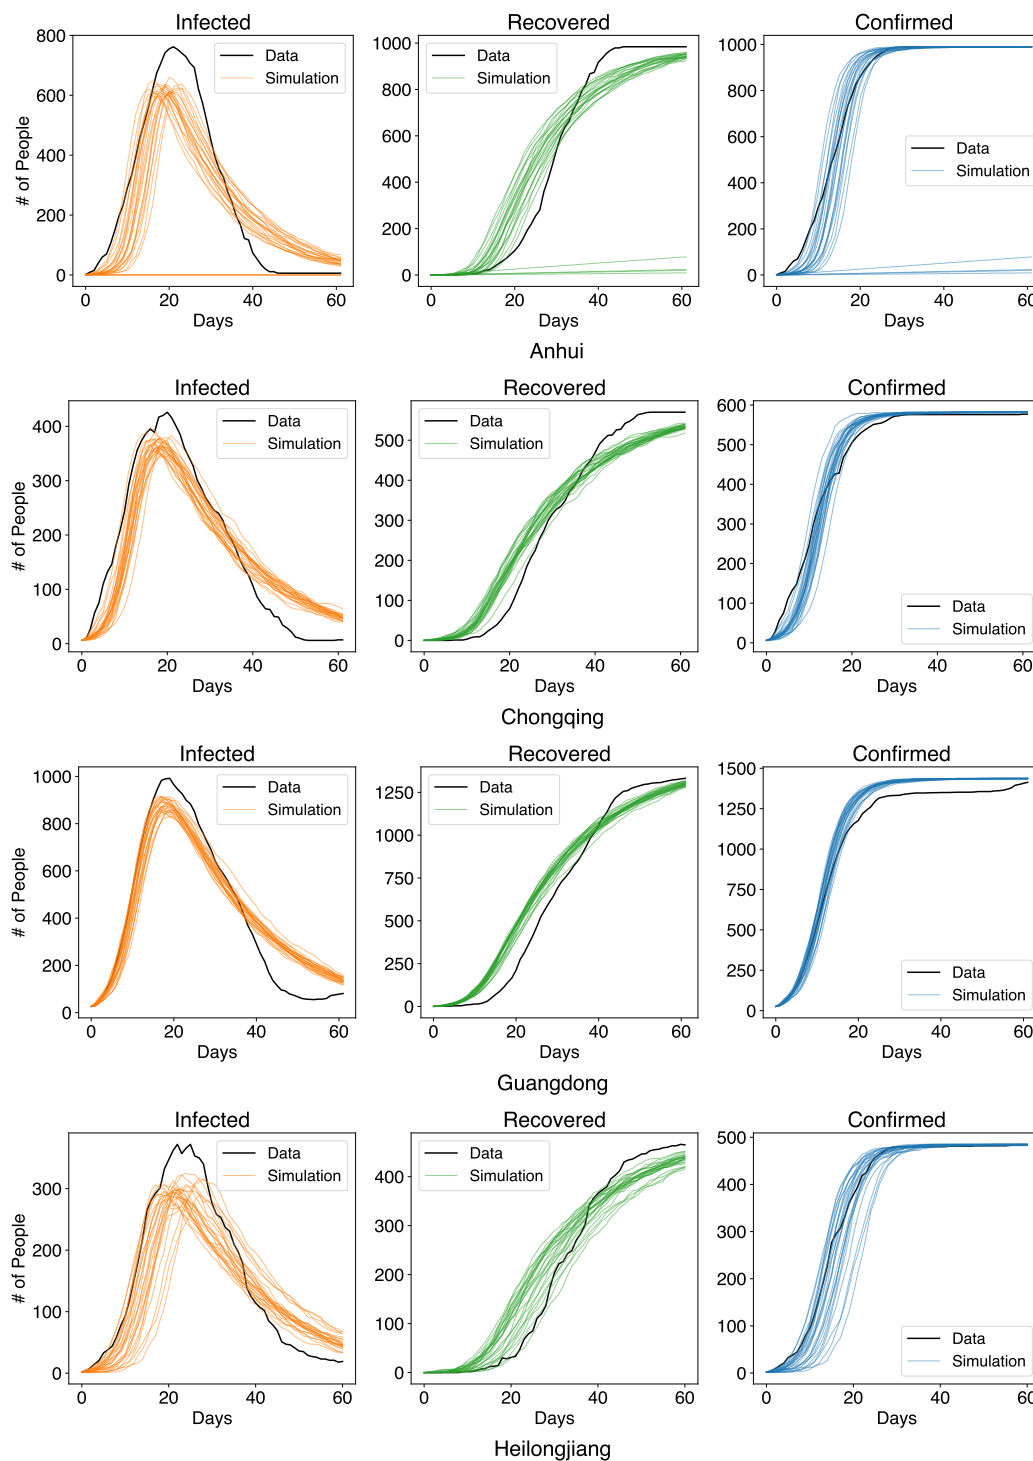 Infected Recovered Confirmed
800
600
400
200
0
# of People
0 20 40 60
Days
Data
Simulation
1000
800
600
400
200
0
0 20 40 60
Days
Data
Simulation
1000
800
600
400
200
0
0 20 40 60
Days
Data
Simulation
Anhui
Infected Recovered Confirmed
400
300
200
100
0
# of People
0 20 40 60
Days
Data
Simulation
500
400
300
200
100
0
0 20 40 60
Days
Data
Simulation
600
500
400
300
200
100
0
0 20 40 60
Days
Data
Simulation
Chongqing
Infected Recovered Confirmed
1000
800
600
400
200
0
# of People
0 20 40 60
Days
Data
Simulation
1250
1000
750
500
250
0
0 20 40 60
Days
Data
Simulation
1500
1250
1000
750
500
250
0
0 20 40 60
Days
Data
Simulation
Guangdong
Infected Recovered Confirmed
300
200
100
0
# of People
0 20 40 60
Days
Data
Simulation
400
300
200
100
0
0 20 40 60
Days
Data
Simulation
500
400
300
200
100
0
0 20 40 60
Days
Data
Simulation
Heilongjiang